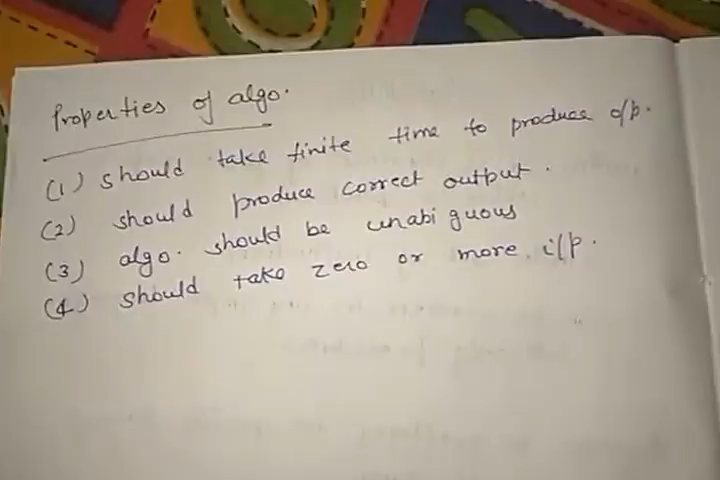 Properties of algo.
(1) should take finite time to produce o/p.
(2) should produce correct output.
(3) algo. should be unabiguous
(4) should take zero or more i/p.